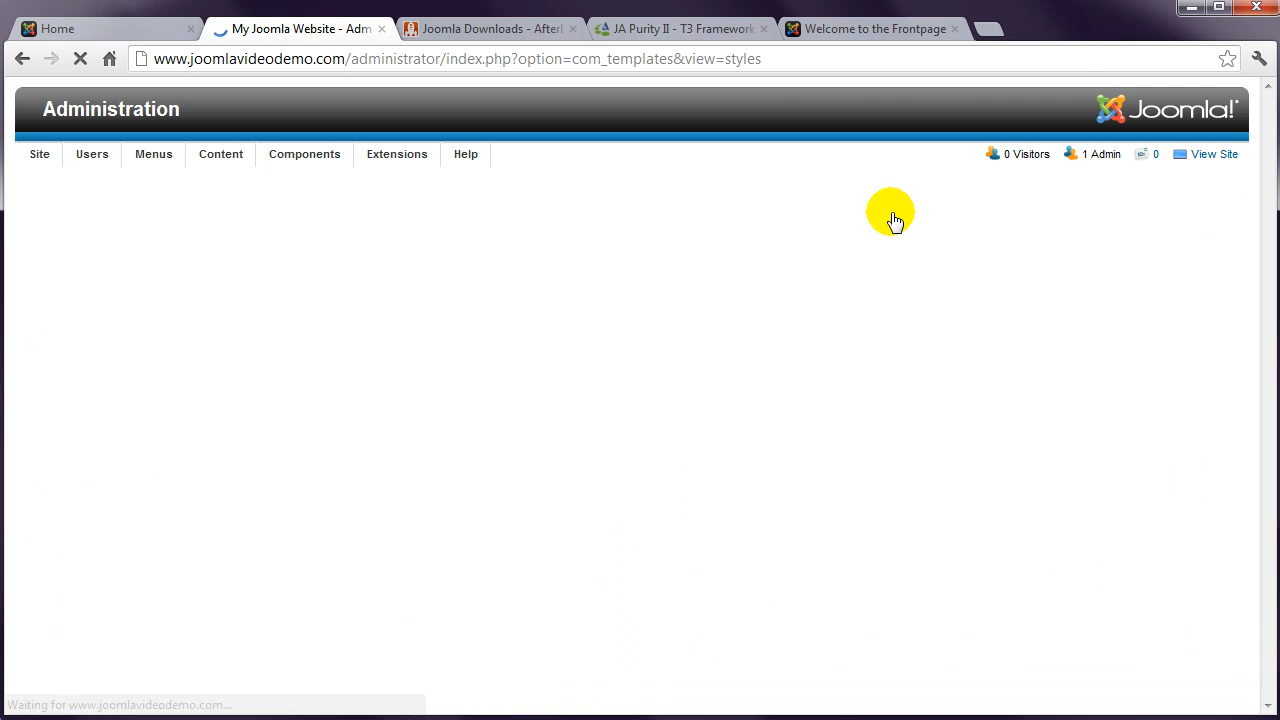 Home
My Joomla Website - Adm
Joomla Downloads - Afterl
JA Purity II - T3 Framework
Welcome to the Frontpage
www.joomlavideodemo.com/administrator/index.php?option=com_templates&view=styles
Administration
Joomla!
Site
Users
Menus
Content
Components
Extensions
Help
0 Visitors
1 Admin
0
View Site
Waiting for www.joomlavideodemo.com...